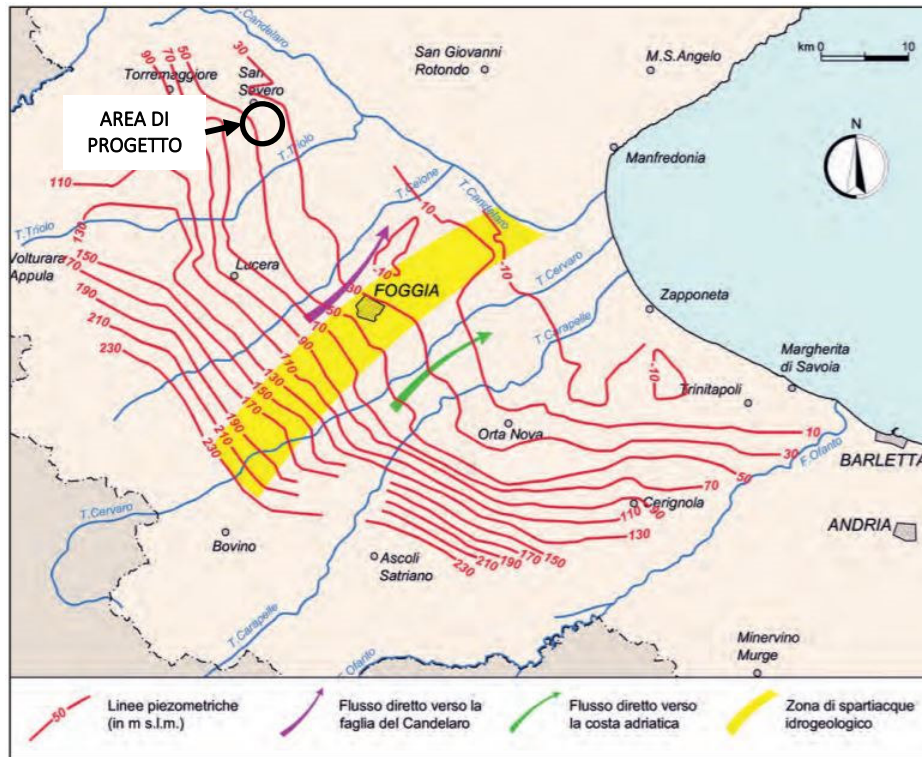 T.Candelaro
30
50
70
90
Torremaggiore
San
Severo
San Giovanni
Rotondo
M.S.Angelo
km 0
10
AREA DI
PROGETTO
N
T.Triolo
Manfredonia
110
T.Celone
T.Candelaro
10
130
T.Triolo
Volturara
Appula
150
170
190
210
230
Lucera
-10
-10
FOGGIA
T.Cervaro
30
50
70
90
110
130
150
170
190
210
230
T.Carapelle
Zapponeta
Margherita
di Savoia
-10
Trinitapoli
Orta Nova
10
30
50
70
F.Ofanto
BARLETTA
Cerignola
90
110
130
ANDRIA
T.Cervaro
Bovino
Ascoli
Satriano
150
170
190
210
230
T.Carapelle
F.Ofanto
Minervino
Murge
50
Linee piezometriche
(in m s.l.m.)
Flusso diretto verso la
faglia del Candelaro
Flusso diretto verso
la costa adriatica
Zona di spartiacque
idrogeologico